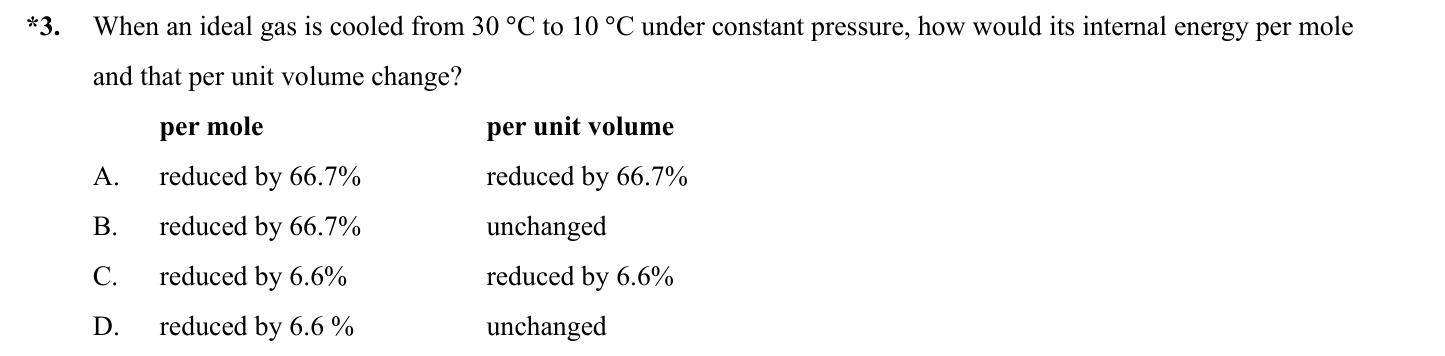 *3. When an ideal gas is cooled from 30 °C to 10 °C under constant pressure, how would its internal energy per mole
and that per unit volume change?
per mole per unit volume
A. reduced by 66.7% reduced by 66.7%
B. reduced by 66.7% unchanged
C. reduced by 6.6% reduced by 6.6%
D. reduced by 6.6 % unchanged